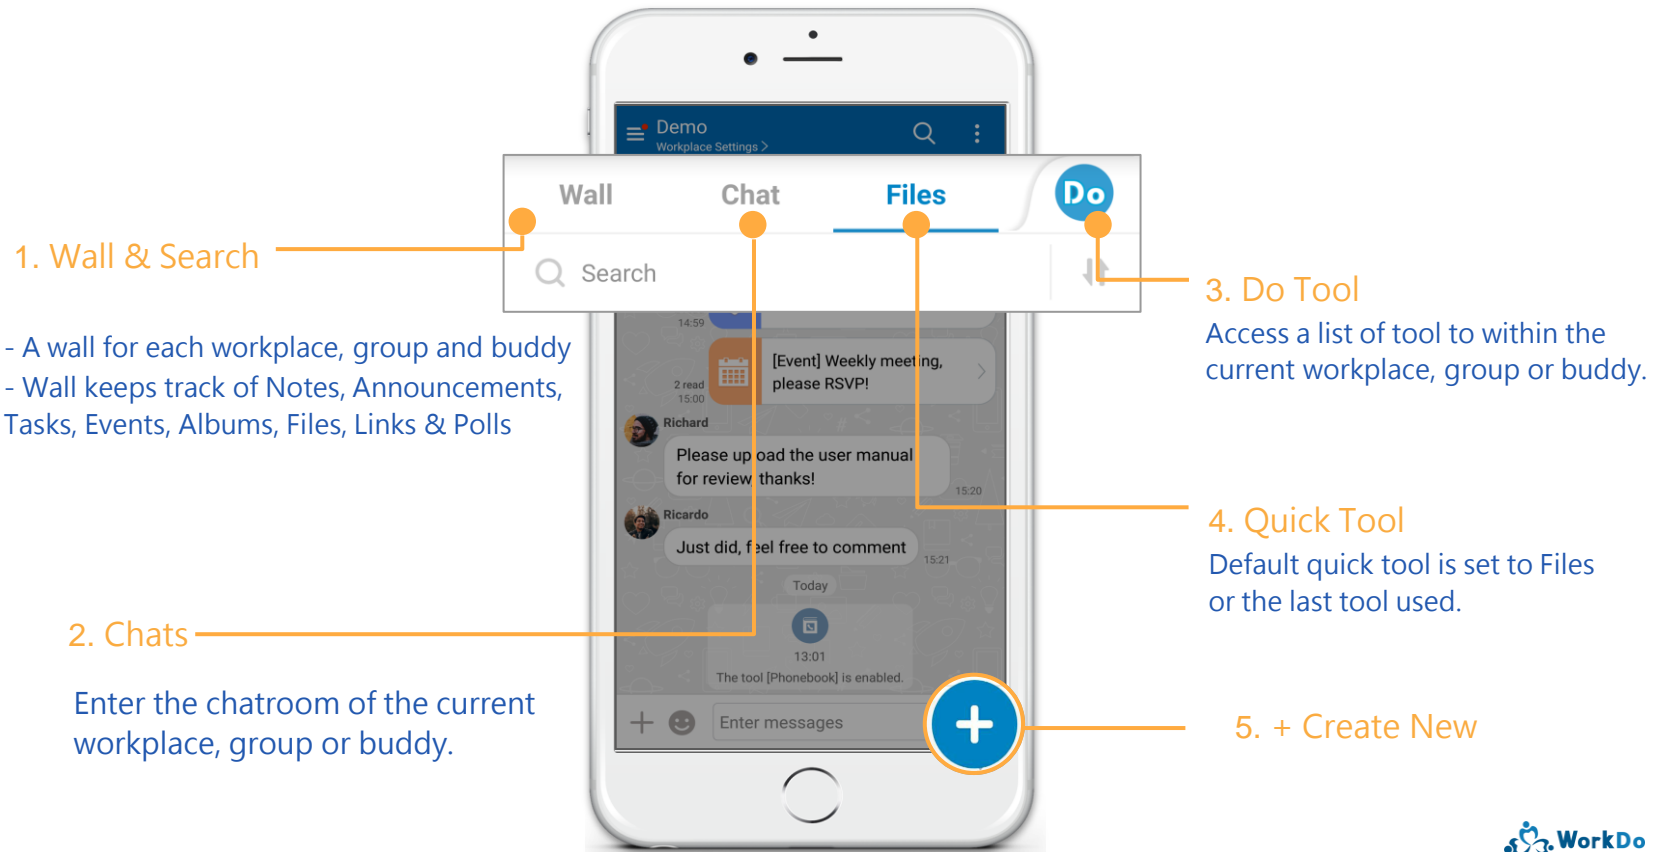 Demo
Workplace Settings >
Wall
Chat
Files
Do
Search
1. Wall & Search
- A wall for each workplace, group and buddy
- Wall keeps track of Notes, Announcements,
Tasks, Events, Albums, Files, Links & Polls
2. Chats
Enter the chatroom of the current
workplace, group or buddy.
14:59
[Event] Weekly meeting,
please RSVP!
2 read
15:00
Richard
Please upload the user manual
for review, thanks!
15:20
Ricardo
Just did, feel free to comment
15:21
Today
13:01
The tool [Phonebook] is enabled.
Enter messages
3. Do Tool
Access a list of tool to within the
current workplace, group or buddy.
4. Quick Tool
Default quick tool is set to Files
or the last tool used.
5. + Create New
WorkDo